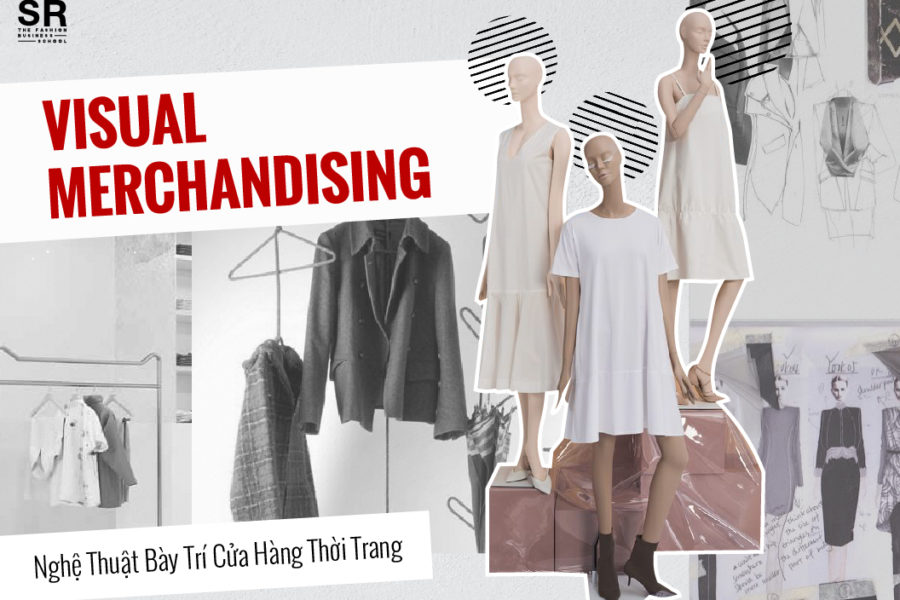 SR
THE FASHION
BUSINESS
SCHOOL
VISUAL
MERCHANDISING
Nghệ Thuật Bày Trí Cửa Hàng Thời Trang